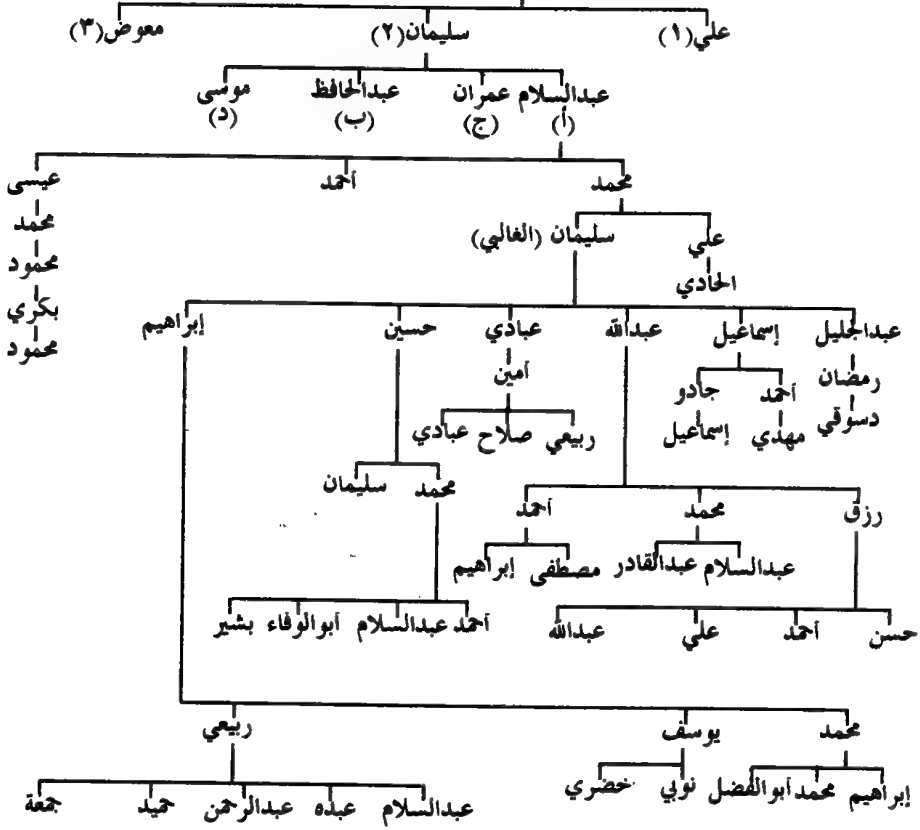 علي (١) سليمان (٢) معوض (٣)
عبدالسلام عمران عبدالحافظ موسى
(أ) (ج) (ب) (د)
محمد أحمد عيسى
محمد
علي سليمان (الغالبي)
محمود
الحادي
بكري
محمود
عبدالجليل إسماعيل عبدالله عبادي حسين إبراهيم
رمضان أحمد جادو أمين
دسوقي مهدي إسماعيل ربيعي صلاح عبادي
محمد سليمان
رزق محمد أحمد
عبدالسلام عبدالقادر مصطفى إبراهيم
حسن أحمد علي عبدالله أحمد عبدالسلام أبوالوفاء بشير
محمد يوسف ربيعي
إبراهيم محمد أبوالفضل نوبي خضري
عبدالسلام عبده عبدالرحمن حميد جمعة